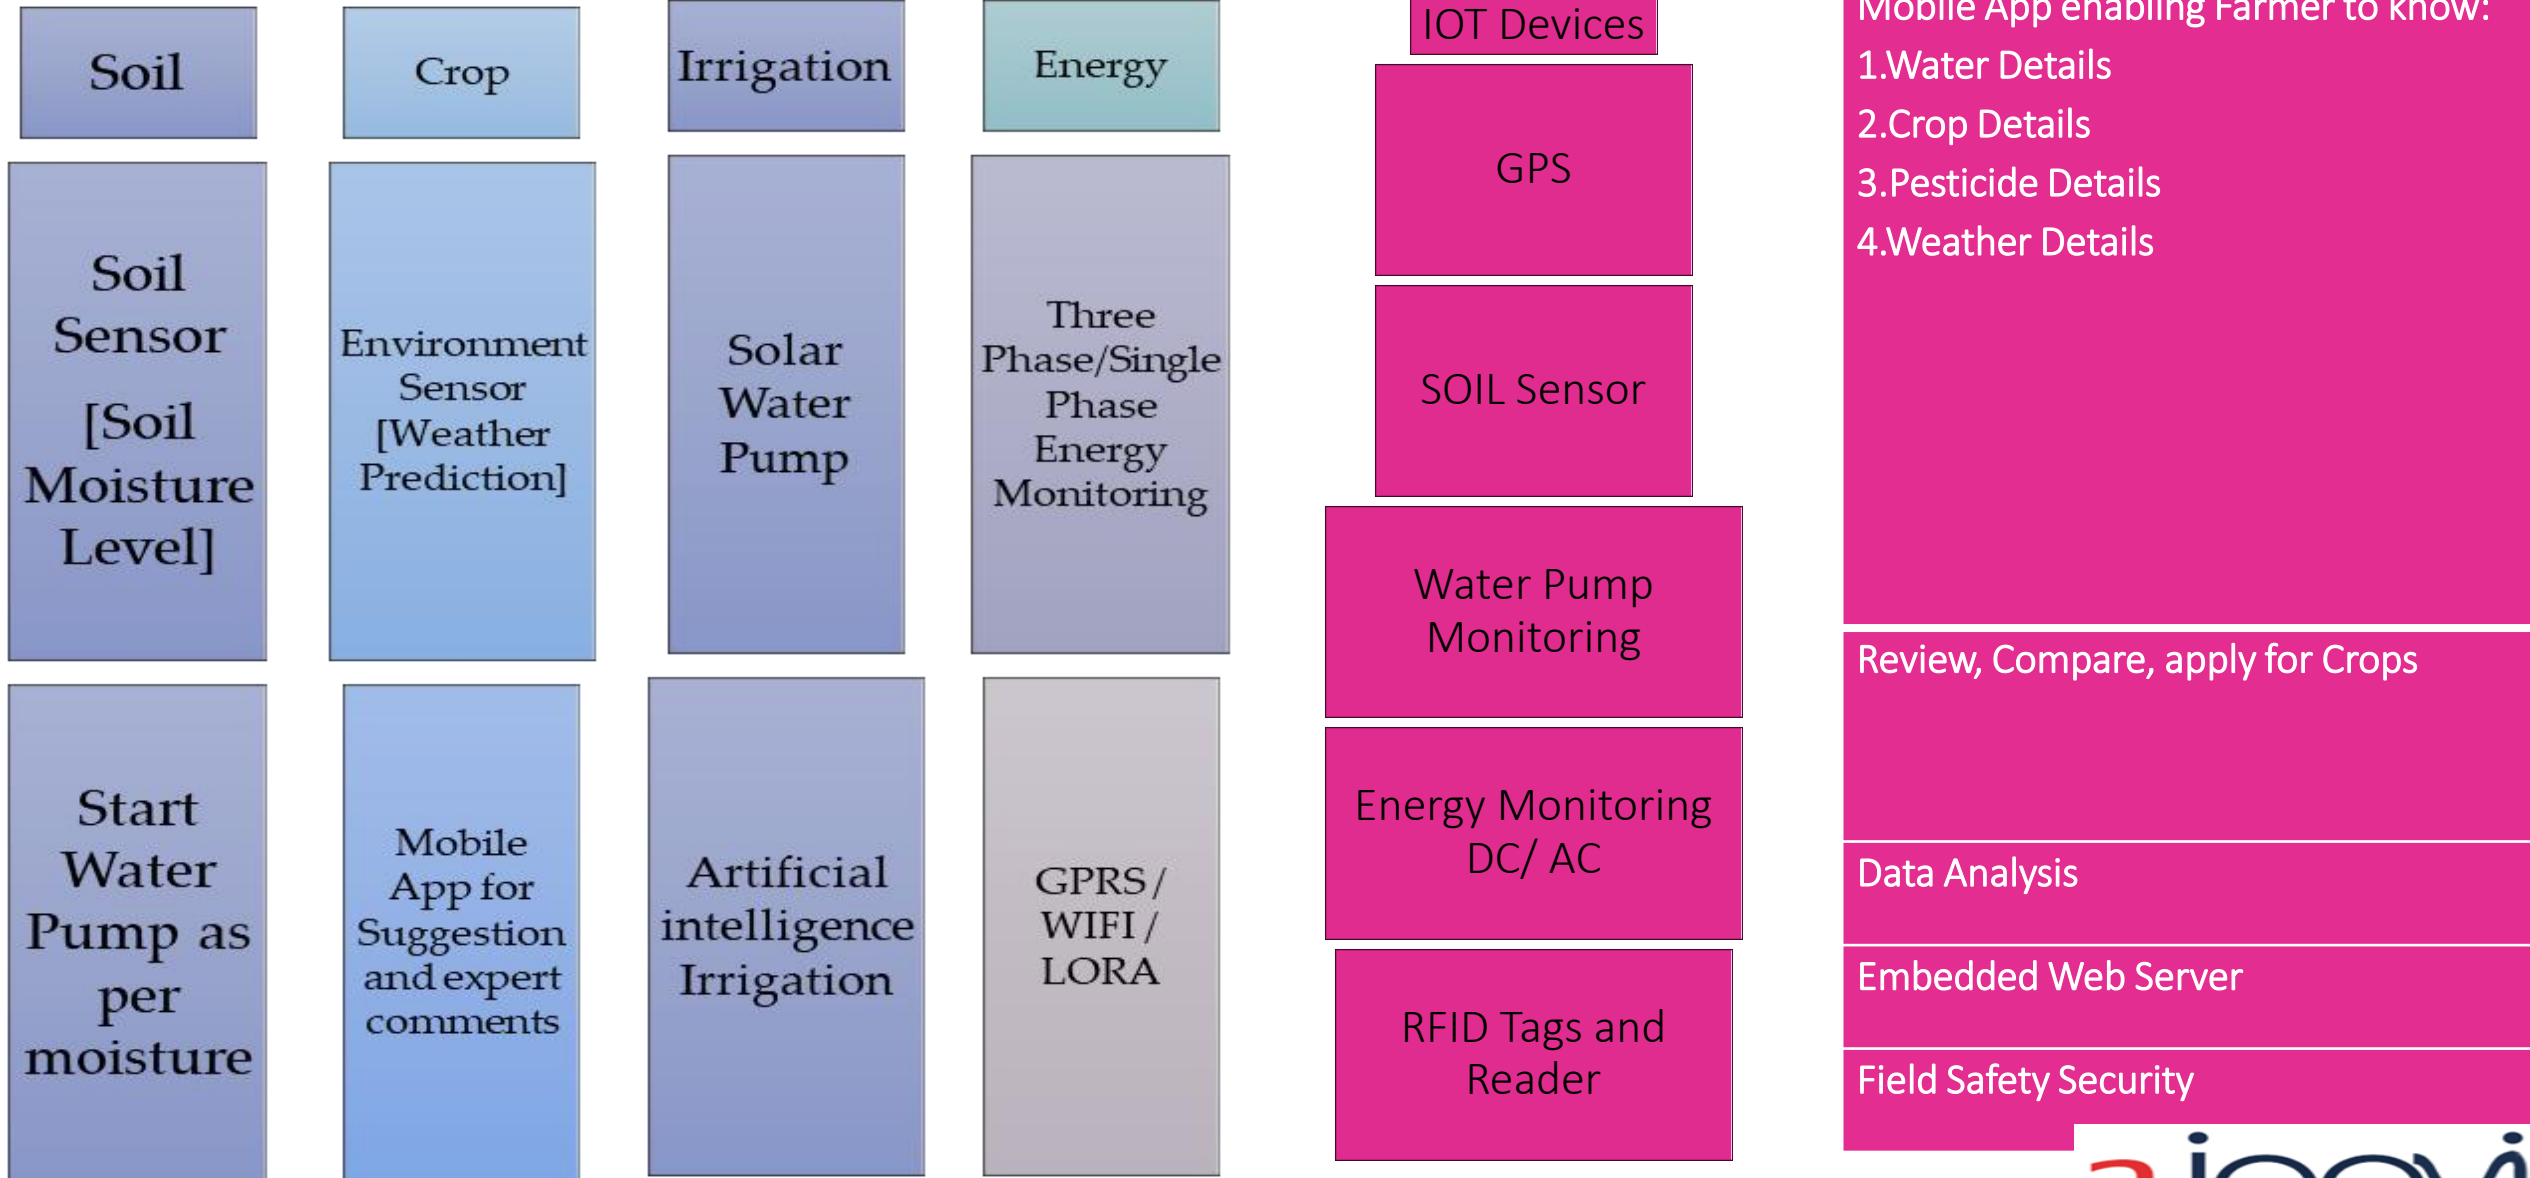 Soil
Soil
Sensor
[Soil
Moisture
Level]
Start
Water
Pump as
per
moisture
Crop
Environment
Sensor
[Weather
Prediction]
Mobile
App for
Suggestion
and expert
comments
Irrigation
Solar
Water
Pump
Artificial
intelligence
Irrigation
Energy
Three
Phase/Single
Phase
Energy
Monitoring
GPRS /
WIFI /
LORA
IOT Devices
GPS
SOIL Sensor
Water Pump
Monitoring
Energy Monitoring
DC/ AC
RFID Tags and
Reader
Mobile App enabling Farmer to know:
1.Water Details
2.Crop Details
3.Pesticide Details
4.Weather Details
Review, Compare, apply for Crops
Data Analysis
Embedded Web Server
Field Safety Security